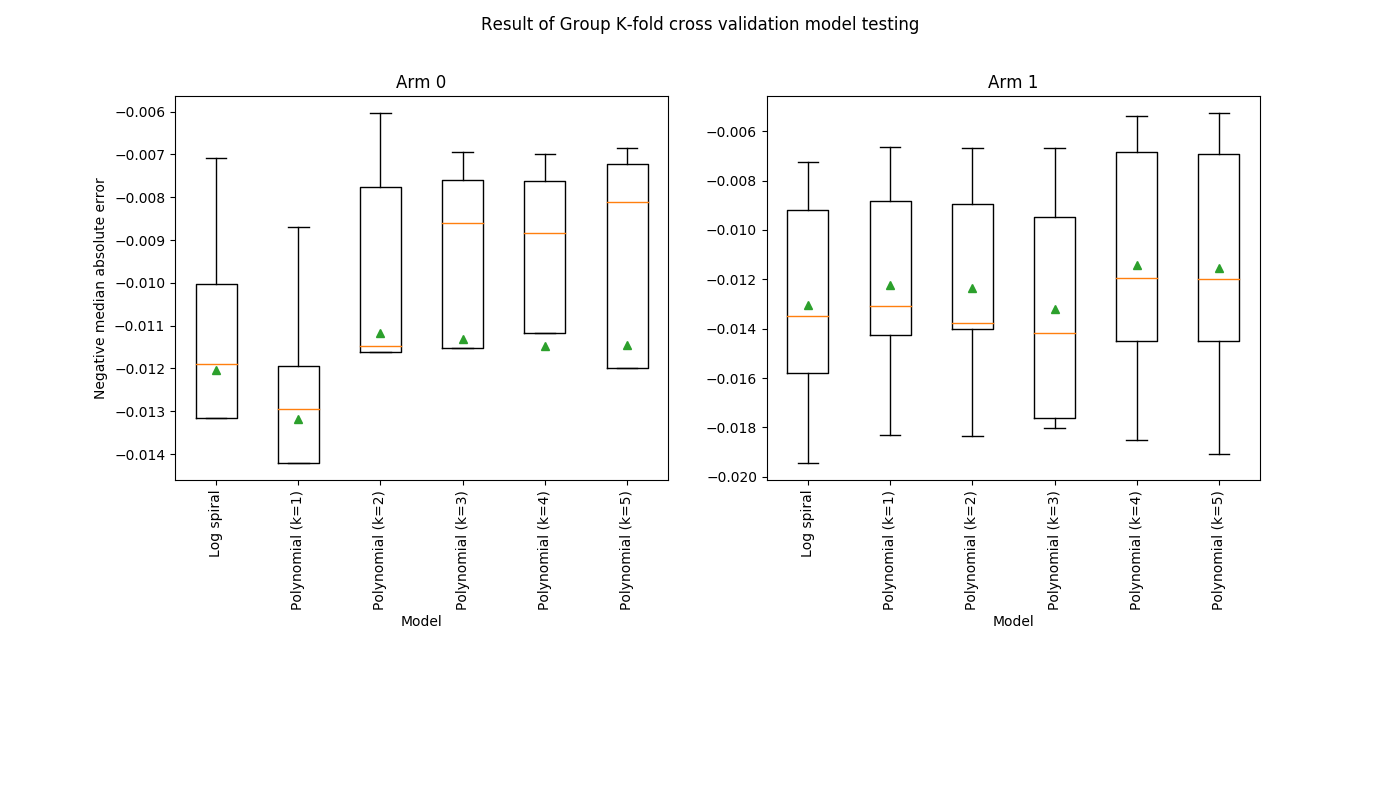 Result of Group K-fold cross validation model testing
Arm 0
Negative median absolute error
−0.006
−0.007
−0.008
−0.009
−0.010
−0.011
−0.012
−0.013
−0.014
Log spiral
Polynomial (k=1)
Polynomial (k=2)
Polynomial (k=3)
Polynomial (k=4)
Polynomial (k=5)
Model
Arm 1
−0.006
−0.008
−0.010
−0.012
−0.014
−0.016
−0.018
−0.020
Log spiral
Polynomial (k=1)
Polynomial (k=2)
Polynomial (k=3)
Polynomial (k=4)
Polynomial (k=5)
Model